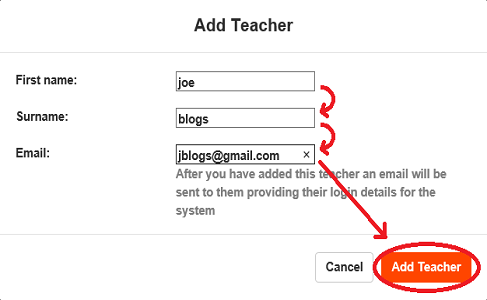 Add Teacher
First name:
joe
Surname:
blogs
Email:
jblogs@gmail.com ×
After you have added this teacher an email will be
sent to them providing their login details for the
system
Cancel
Add Teacher